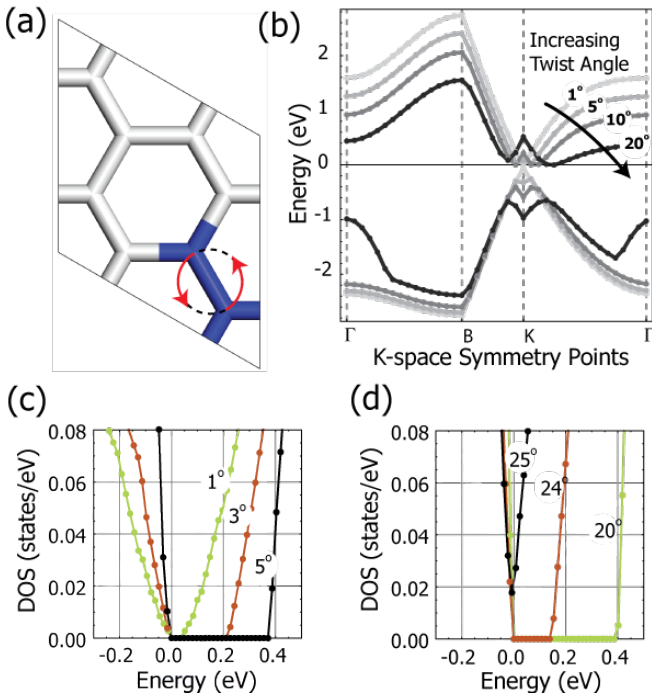 (a)
(b)
Increasing
Twist Angle
1°
5°
10°
20°
2
1
0
-1
-2
Energy (eV)
Γ
B
K
Γ
K-space Symmetry Points
(c)
(d)
0.08
0.06
0.04
0.02
0.00
DOS (states/eV)
1°
3°
5°
-0.2
0.0
0.2
0.4
Energy (eV)
0.08
0.06
0.04
0.02
0.00
DOS (states/eV)
25°
24°
20°
-0.2
0.0
0.2
0.4
Energy (eV)